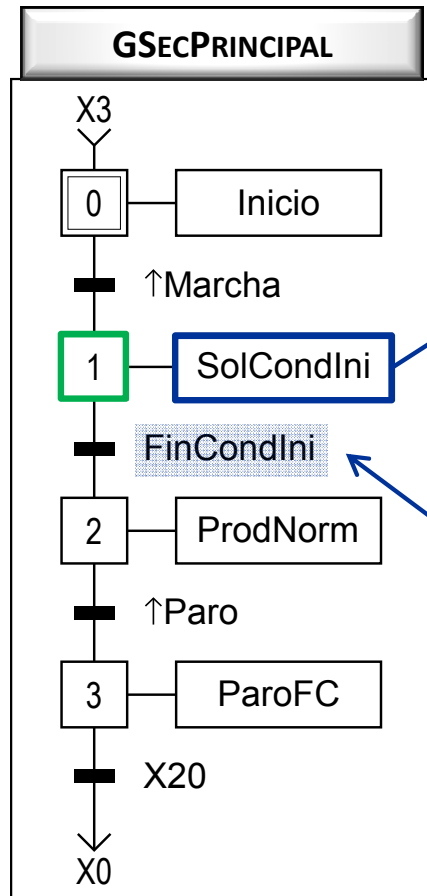 GSECPRINCIPAL
X3
0 Inicio
↑Marcha
1 SolCondIni
FinCondIni
2 ProdNorm
↑Paro
3 ParoFC
X20
X0